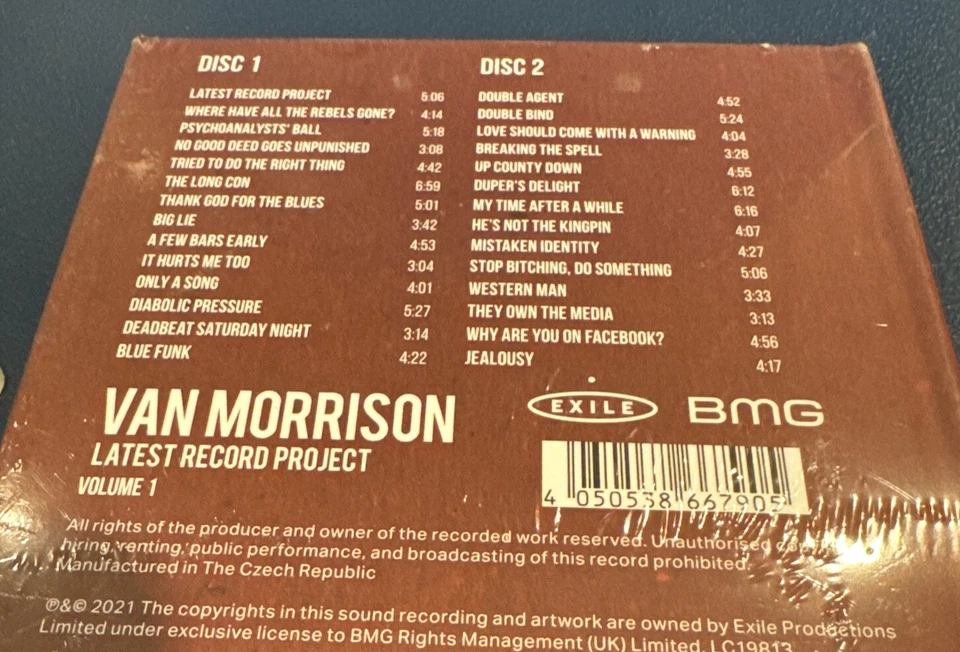 DISC 1
LATEST RECORD PROJECT 5:06
WHERE HAVE ALL THE REBELS GONE? 4:14
PSYCHOANALYSTS' BALL 5:18
NO GOOD DEED GOES UNPUNISHED 3:08
TRIED TO DO THE RIGHT THING 4:42
THE LONG CON 6:59
THANK GOD FOR THE BLUES 5:01
BIG LIE 3:42
A FEW BARS EARLY 4:53
IT HURTS ME TOO 3:04
ONLY A SONG 4:01
DIABOLIC PRESSURE 5:27
DEADBEAT SATURDAY NIGHT 3:14
BLUE FUNK 4:22
DISC 2
DOUBLE AGENT 4:52
DOUBLE BIND 5:24
LOVE SHOULD COME WITH A WARNING 4:04
BREAKING THE SPELL 3:28
UP COUNTY DOWN 4:55
DUPER'S DELIGHT 6:12
MY TIME AFTER A WHILE 6:16
HE'S NOT THE KINGPIN 4:07
MISTAKEN IDENTITY 4:27
STOP BITCHING, DO SOMETHING 5:06
WESTERN MAN 3:33
THEY OWN THE MEDIA 3:13
WHY ARE YOU ON FACEBOOK? 4:56
JEALOUSY 4:17
VAN MORRISON
LATEST RECORD PROJECT
VOLUME 1
EXILE BMG
4 050538 667905
All rights of the producer and owner of the recorded work reserved. Unauthorised
hiring, renting, public performance, and broadcasting of this record prohibited.
Manufactured in The Czech Republic
℗&© 2021 The copyrights in this sound recording and artwork are owned by Exile Productions
Limited under exclusive license to BMG Rights Management (UK) Limited. LC19813